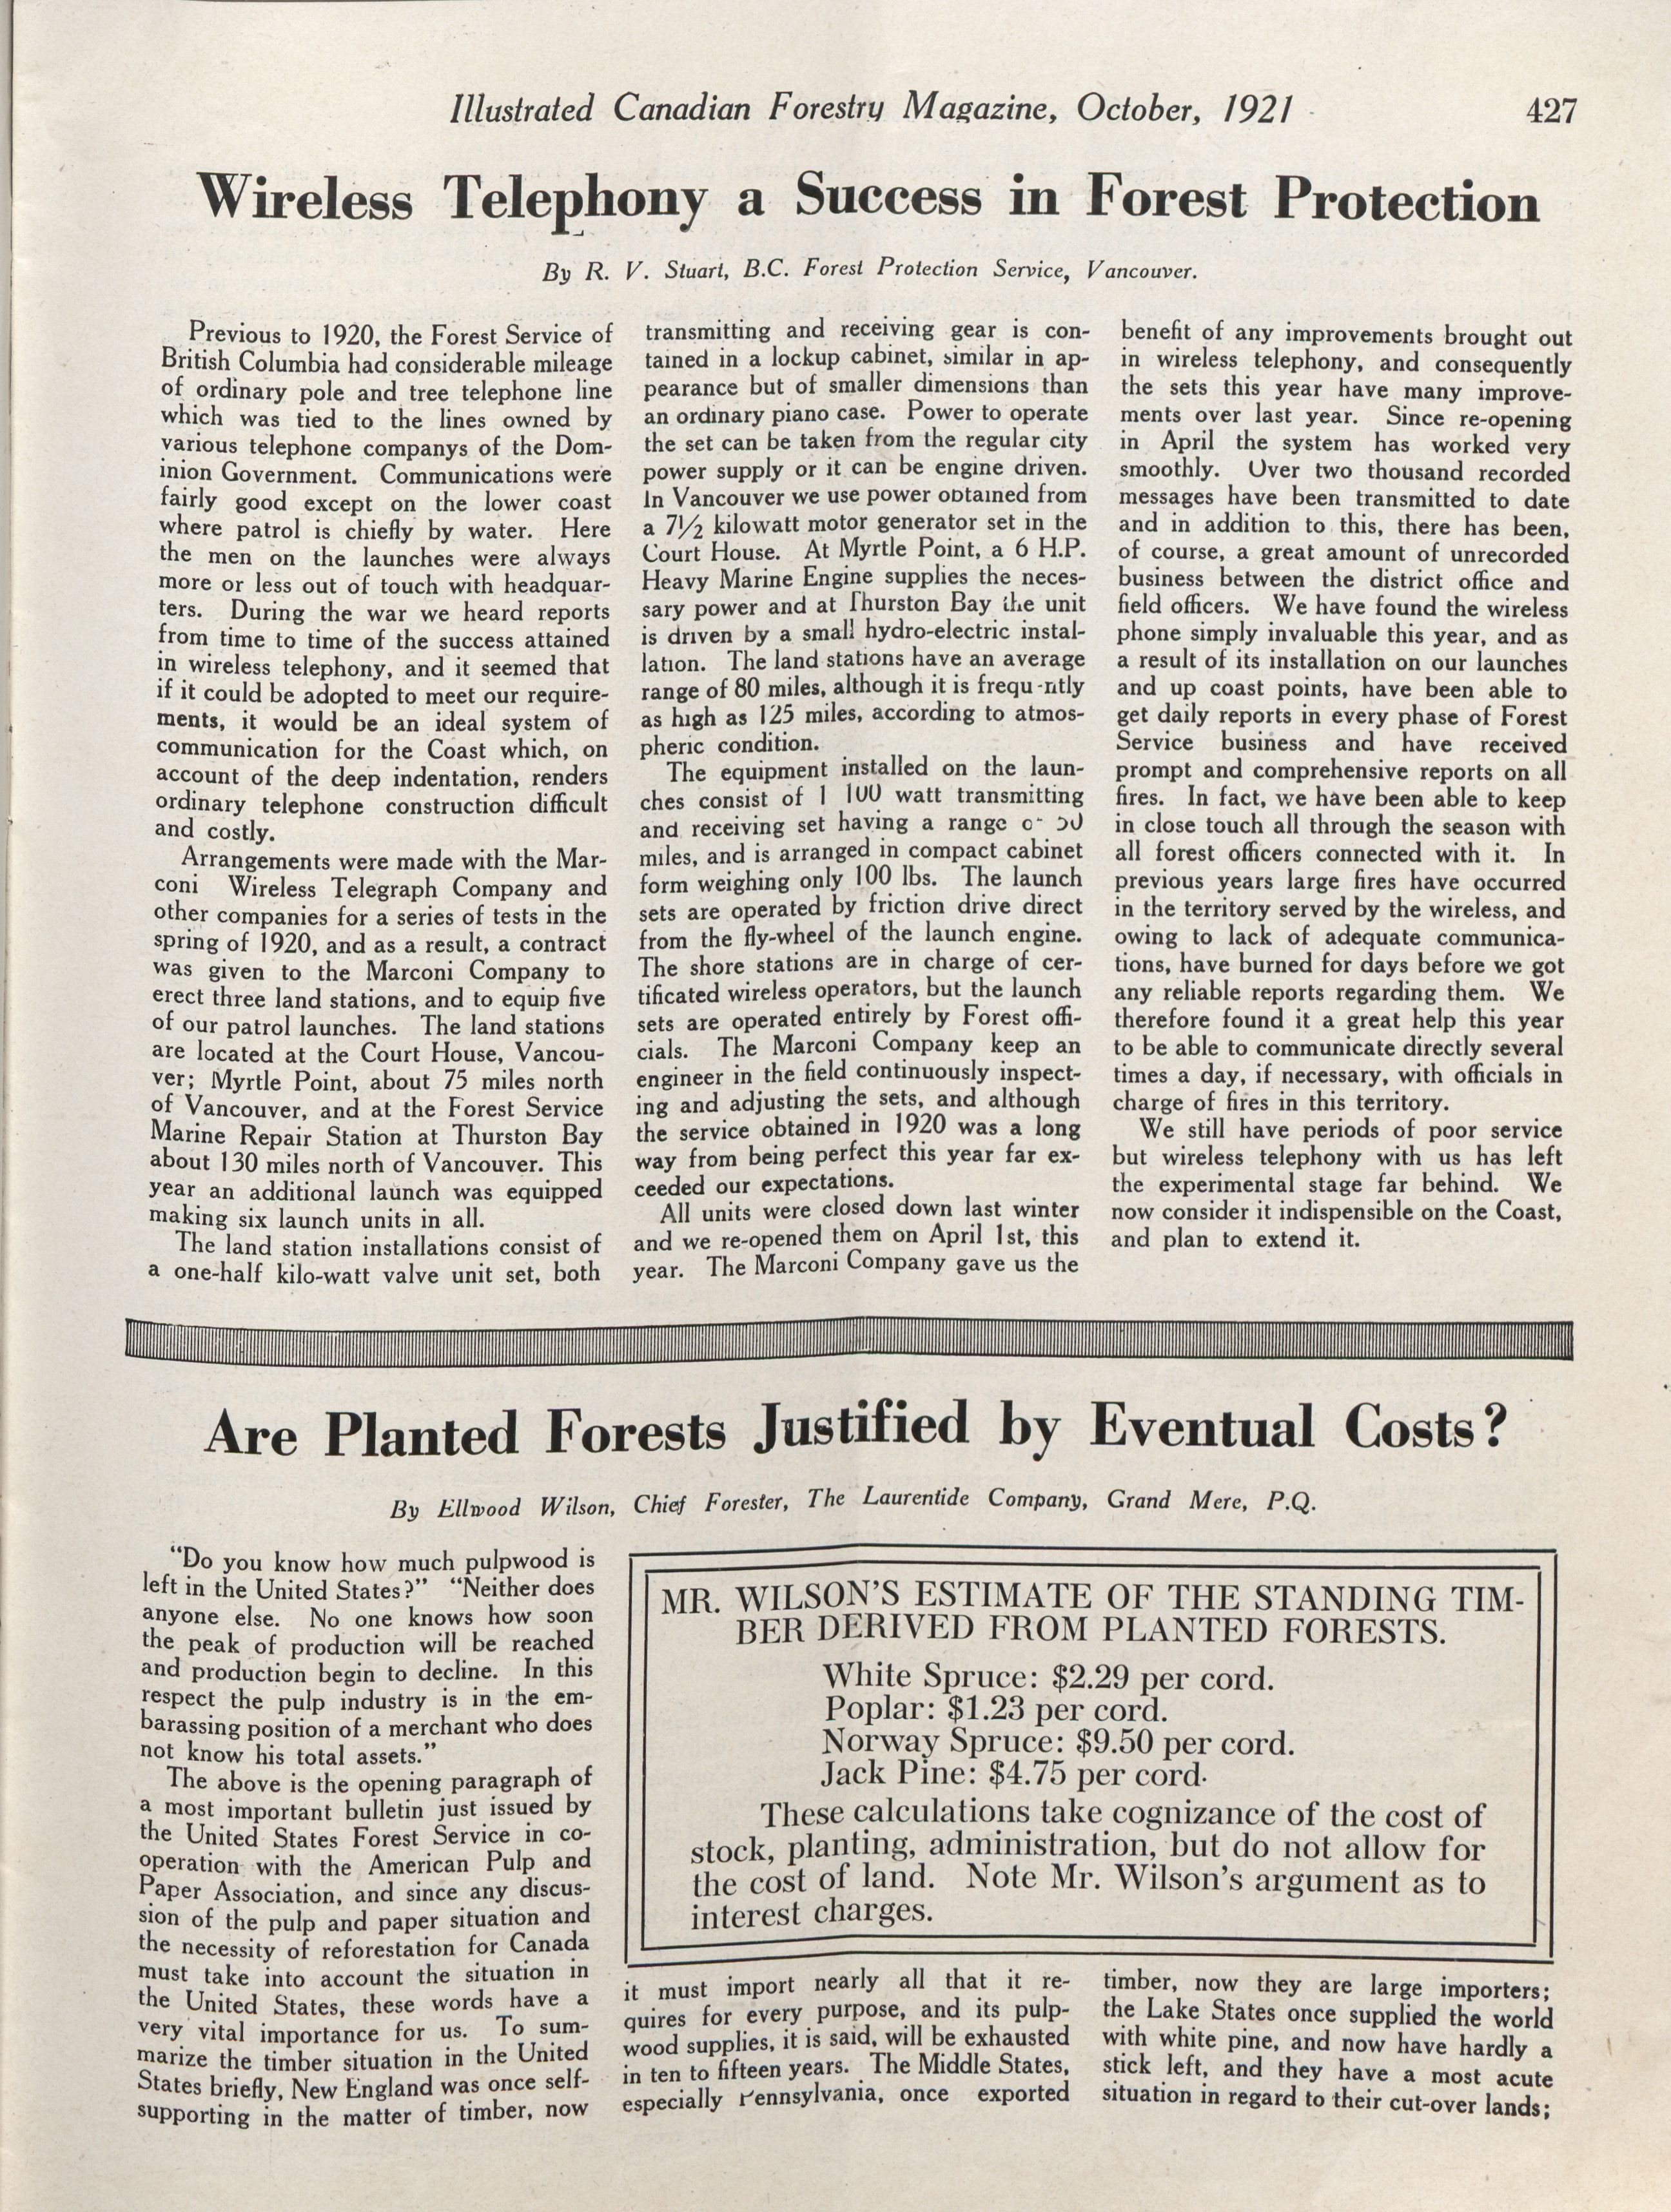 Illustrated Canadian Forestry Magazine, October, 1921
427
Wireless Telephony a Success in Forest Protection
By R. V. Stuart, B.C. Forest Protection Service, Vancouver.
Previous to 1920, the Forest Service of
British Columbia had considerable mileage
of ordinary pole and tree telephone line
which was tied to the lines owned by
various telephone companys of the Dom-
inion Government. Communications were
fairly good except on the lower coast
where patrol is chiefly by water. Here
the men on the launches were always
more or less out of touch with headquar-
ters. During the war we heard reports
from time to time of the success attained
in wireless telephony, and it seemed that
if it could be adopted to meet our require-
ments, it would be an ideal system of
communication for the Coast which, on
account of the deep indentation, renders
ordinary telephone construction difficult
and costly.
Arrangements were made with the Mar-
coni Wireless Telegraph Company and
other companies for a series of tests in the
spring of 1920, and as a result, a contract
was given to the Marconi Company to
erect three land stations, and to equip five
of our patrol launches. The land stations
are located at the Court House, Vancou-
ver; Myrtle Point, about 75 miles north
of Vancouver, and at the Forest Service
Marine Repair Station at Thurston Bay
about 130 miles north of Vancouver. This
year an additional launch was equipped
making six launch units in all.
The land station installations consist of
a one-half kilo-watt valve unit set, both
transmitting and receiving gear is con-
tained in a lockup cabinet, similar in ap-
pearance but of smaller dimensions than
an ordinary piano case. Power to operate
the set can be taken from the regular city
power supply or it can be engine driven.
In Vancouver we use power obtained from
a 7½ kilowatt motor generator set in the
Court House. At Myrtle Point, a 6 H.P.
Heavy Marine Engine supplies the neces-
sary power and at Thurston Bay the unit
is driven by a small hydro-electric instal-
lation. The land stations have an average
range of 80 miles, although it is frequently
as high as 125 miles, according to atmos-
pheric condition.
The equipment installed on the laun-
ches consist of 1 100 watt transmitting
and receiving set having a range of 50
miles, and is arranged in compact cabinet
form weighing only 100 lbs. The launch
sets are operated by friction drive direct
from the fly-wheel of the launch engine.
The shore stations are in charge of cer-
tificated wireless operators, but the launch
sets are operated entirely by Forest offi-
cials. The Marconi Company keep an
engineer in the field continuously inspect-
ing and adjusting the sets, and although
the service obtained in 1920 was a long
way from being perfect this year far ex-
ceeded our expectations.
All units were closed down last winter
and we re-opened them on April 1st, this
year. The Marconi Company gave us the
benefit of any improvements brought out
in wireless telephony, and consequently
the sets this year have many improve-
ments over last year. Since re-opening
in April the system has worked very
smoothly. Over two thousand recorded
messages have been transmitted to date
and in addition to this, there has been,
of course, a great amount of unrecorded
business between the district office and
field officers. We have found the wireless
phone simply invaluable this year, and as
a result of its installation on our launches
and up coast points, have been able to
get daily reports in every phase of Forest
Service business and have received
prompt and comprehensive reports on all
fires. In fact, we have been able to keep
in close touch all through the season with
all forest officers connected with it. In
previous years large fires have occurred
in the territory served by the wireless, and
owing to lack of adequate communica-
tions, have burned for days before we got
any reliable reports regarding them. We
therefore found it a great help this year
to be able to communicate directly several
times a day, if necessary, with officials in
charge of fires in this territory.
We still have periods of poor service
but wireless telephony with us has left
the experimental stage far behind. We
now consider it indispensible on the Coast,
and plan to extend it.
Are Planted Forests Justified by Eventual Costs?
By Ellwood Wilson, Chief Forester, The Laurentide Company, Grand Mere, P.Q.
"Do you know how much pulpwood is
left in the United States?" "Neither does
anyone else. No one knows how soon
the peak of production will be reached
and production begin to decline. In this
respect the pulp industry is in the em-
barassing position of a merchant who does
not know his total assets."
The above is the opening paragraph of
a most important bulletin just issued by
the United States Forest Service in co-
operation with the American Pulp and
Paper Association, and since any discus-
sion of the pulp and paper situation and
the necessity of reforestation for Canada
must take into account the situation in
the United States, these words have a
very vital importance for us. To sum-
marize the timber situation in the United
States briefly, New England was once self-
supporting in the matter of timber, now
MR. WILSON'S ESTIMATE OF THE STANDING TIM-
BER DERIVED FROM PLANTED FORESTS.
White Spruce: $2.29 per cord.
Poplar: $1.23 per cord.
Norway Spruce: $9.50 per cord.
Jack Pine: $4.75 per cord.
These calculations take cognizance of the cost of
stock, planting, administration, but do not allow for
the cost of land. Note Mr. Wilson's argument as to
interest charges.
it must import nearly all that it re-
quires for every purpose, and its pulp-
wood supplies, it is said, will be exhausted
in ten to fifteen years. The Middle States,
especially Pennsylvania, once exported
timber, now they are large importers;
the Lake States once supplied the world
with white pine, and now have hardly a
stick left, and they have a most acute
situation in regard to their cut-over lands;